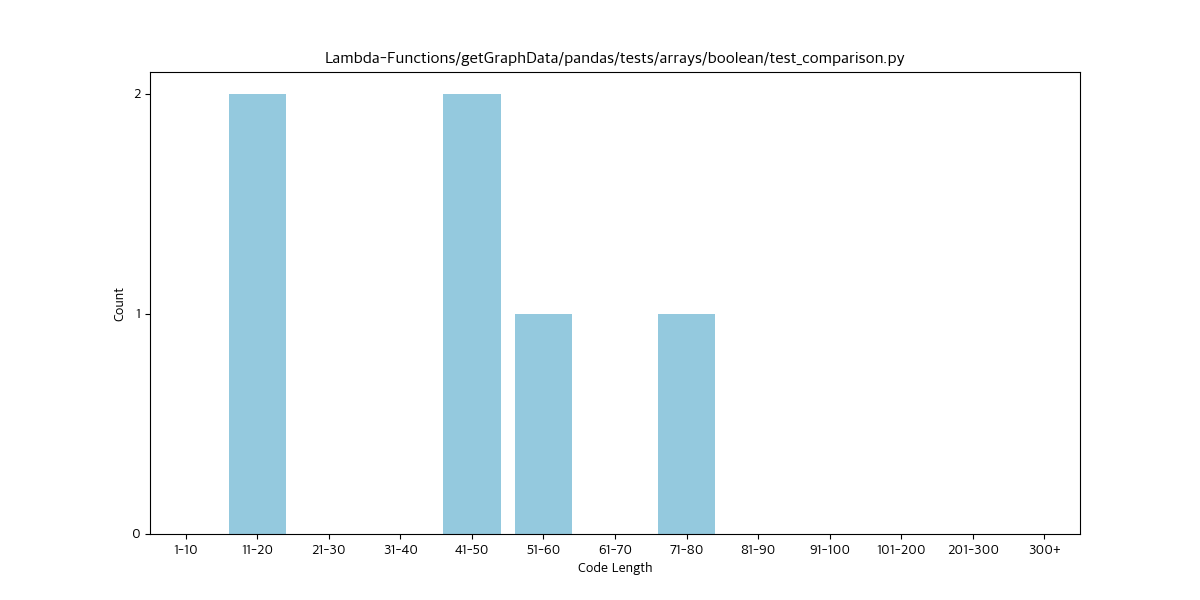 Lambda-Functions/getGraphData/pandas/tests/arrays/boolean/test_comparison.py
2
1
0
Count
1-10 11-20 21-30 31-40 41-50 51-60 61-70 71-80 81-90 91-100 101-200 201-300 300+
Code Length